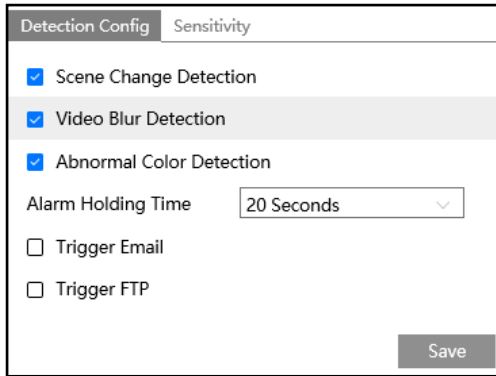 Detection Config Sensitivity
Scene Change Detection
Video Blur Detection
Abnormal Color Detection
Alarm Holding Time 20 Seconds
Trigger Email
Trigger FTP
Save